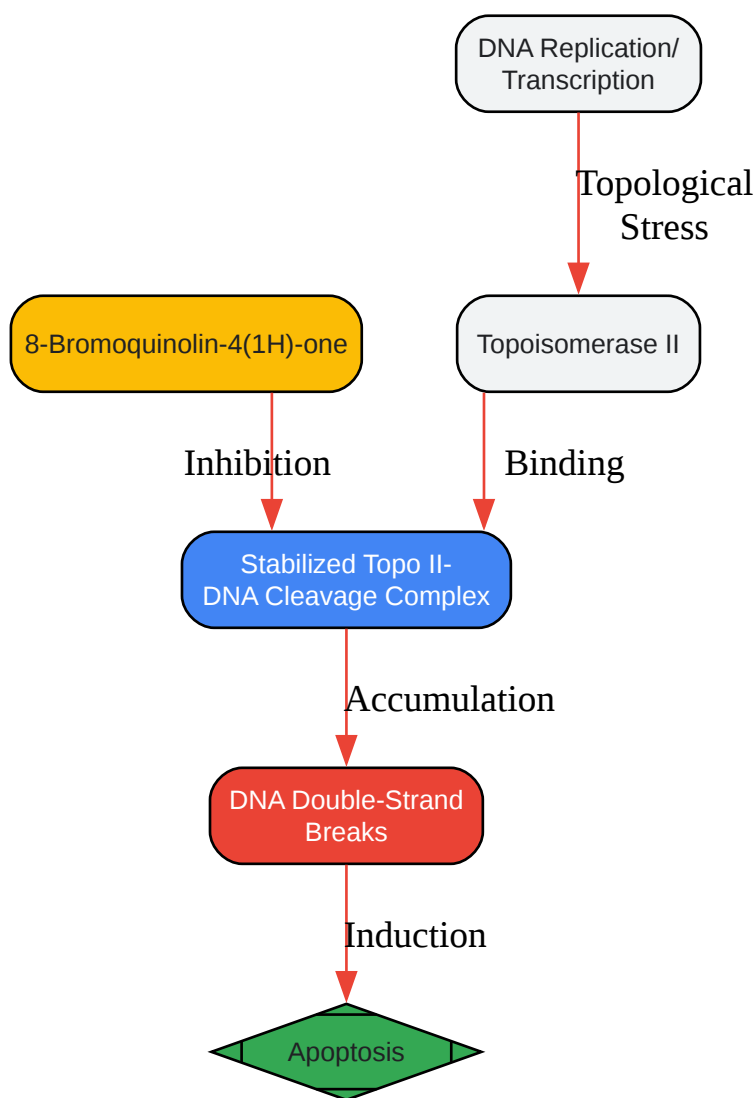 DNA Replication/
Transcription
Topological
Stress
8-Bromoquinolin-4(1H)-one
Topoisomerase II
Inhibition
Binding
Stabilized Topo II-
DNA Cleavage Complex
Accumulation
DNA Double-Strand
Breaks
Induction
Apoptosis